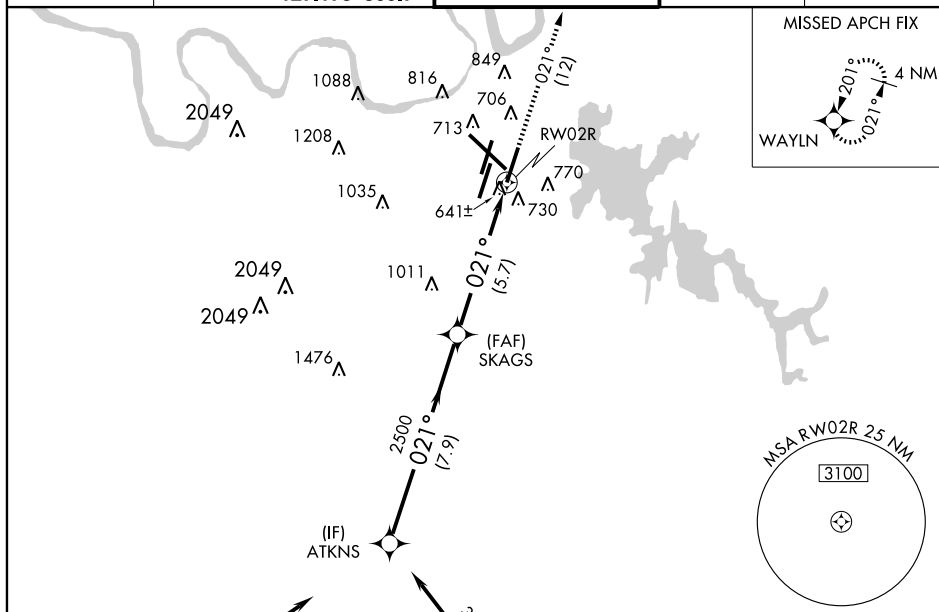 MISSED APCH FIX
4 NM
201°
021°
WAYLN
849
1088
816
021°
(12)
706
2049
713
1208
RW02R
770
1035
641±
730
021°
(5.7)
2049
1011
2049
(FAF)
SKAGS
1476
2500
021°
(7.9)
MSA RW02R 25 NM
3100
(IF)
ATKNS